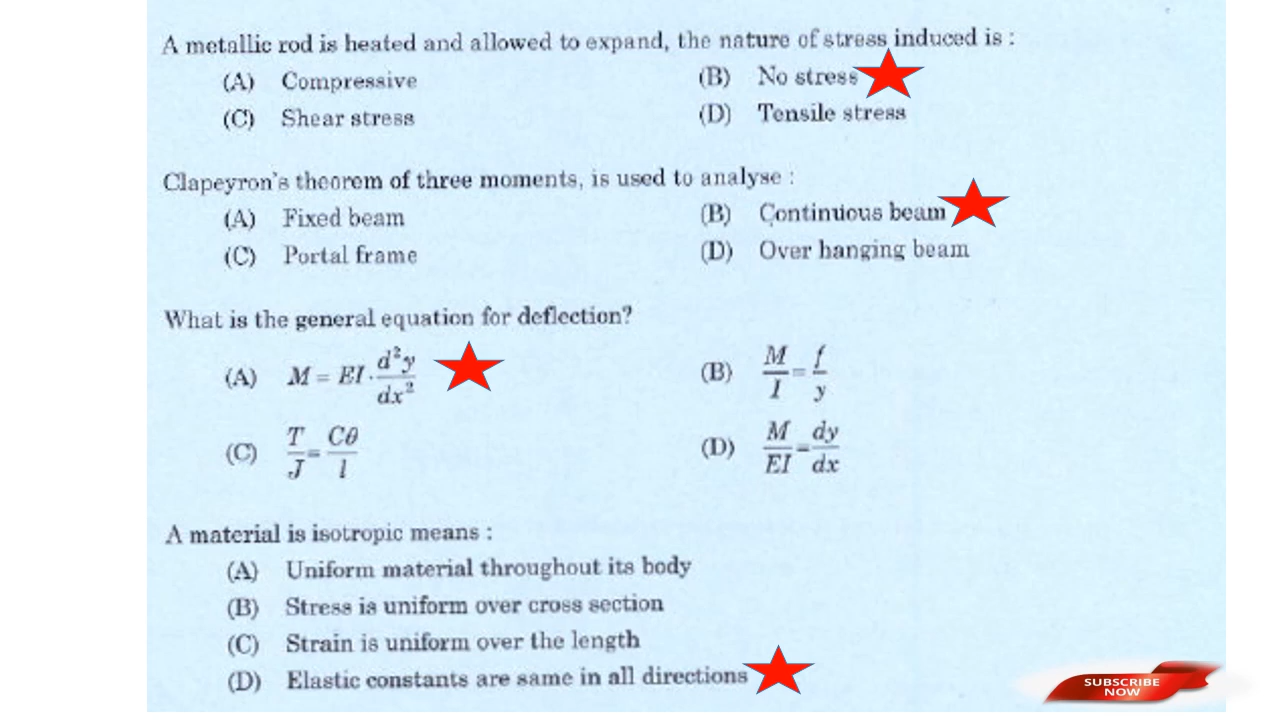 A metallic rod is heated and allowed to expand, the nature of stress induced is :
(A) Compressive (B) No stress
(C) Shear stress (D) Tensile stress
Clapeyron's theorem of three moments, is used to analyse :
(A) Fixed beam (B) Continuous beam
(C) Portal frame (D) Over hanging beam
What is the general equation for deflection?
(A) M = EI · d²y/dx² (B) M/I = f/y
(C) T/J = Cθ/l (D) M/EI = dy/dx
A material is isotropic means :
(A) Uniform material throughout its body
(B) Stress is uniform over cross section
(C) Strain is uniform over the length
(D) Elastic constants are same in all directions
SUBSCRIBE
NOW